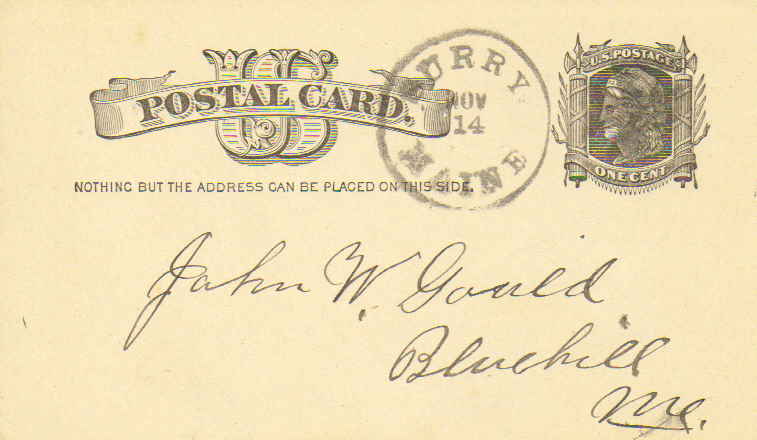 US
POSTAL CARD.
NOTHING BUT THE ADDRESS CAN BE PLACED ON THIS SIDE.
SURRY
NOV
14
MAINE
U.S. POSTAGE
ONE CENT
John W. Gould.
Bluehill
Me.